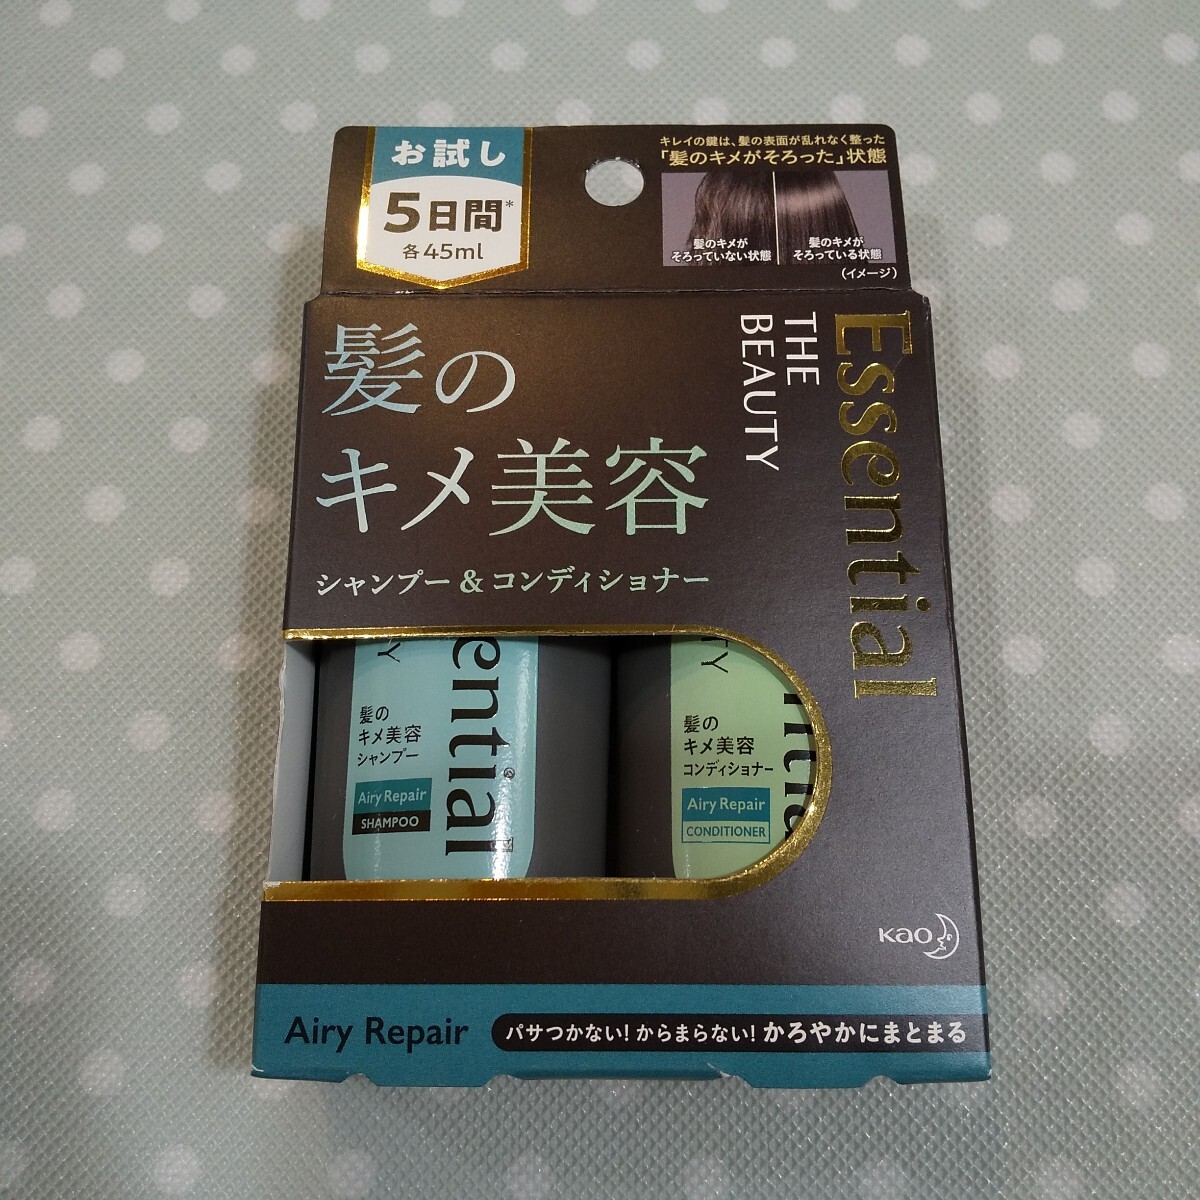 お試し
5日間*
各45ml
キレイの鍵は、髪の表面が乱れなく整った
「髪のキメがそろった」状態
髪のキメが
そろっていない状態
髪のキメが
そろっている状態
(イメージ)
Essential
THE
BEAUTY
髪の
キメ美容
シャンプー&コンディショナー
ential
TY
髪の
キメ美容
シャンプー
Airy Repair
SHAMPOO
TY
髪の
キメ美容
コンディショナー
Airy Repair
CONDITIONER
Kao
Airy Repair
パサつかない!からまらない!かろやかにまとまる